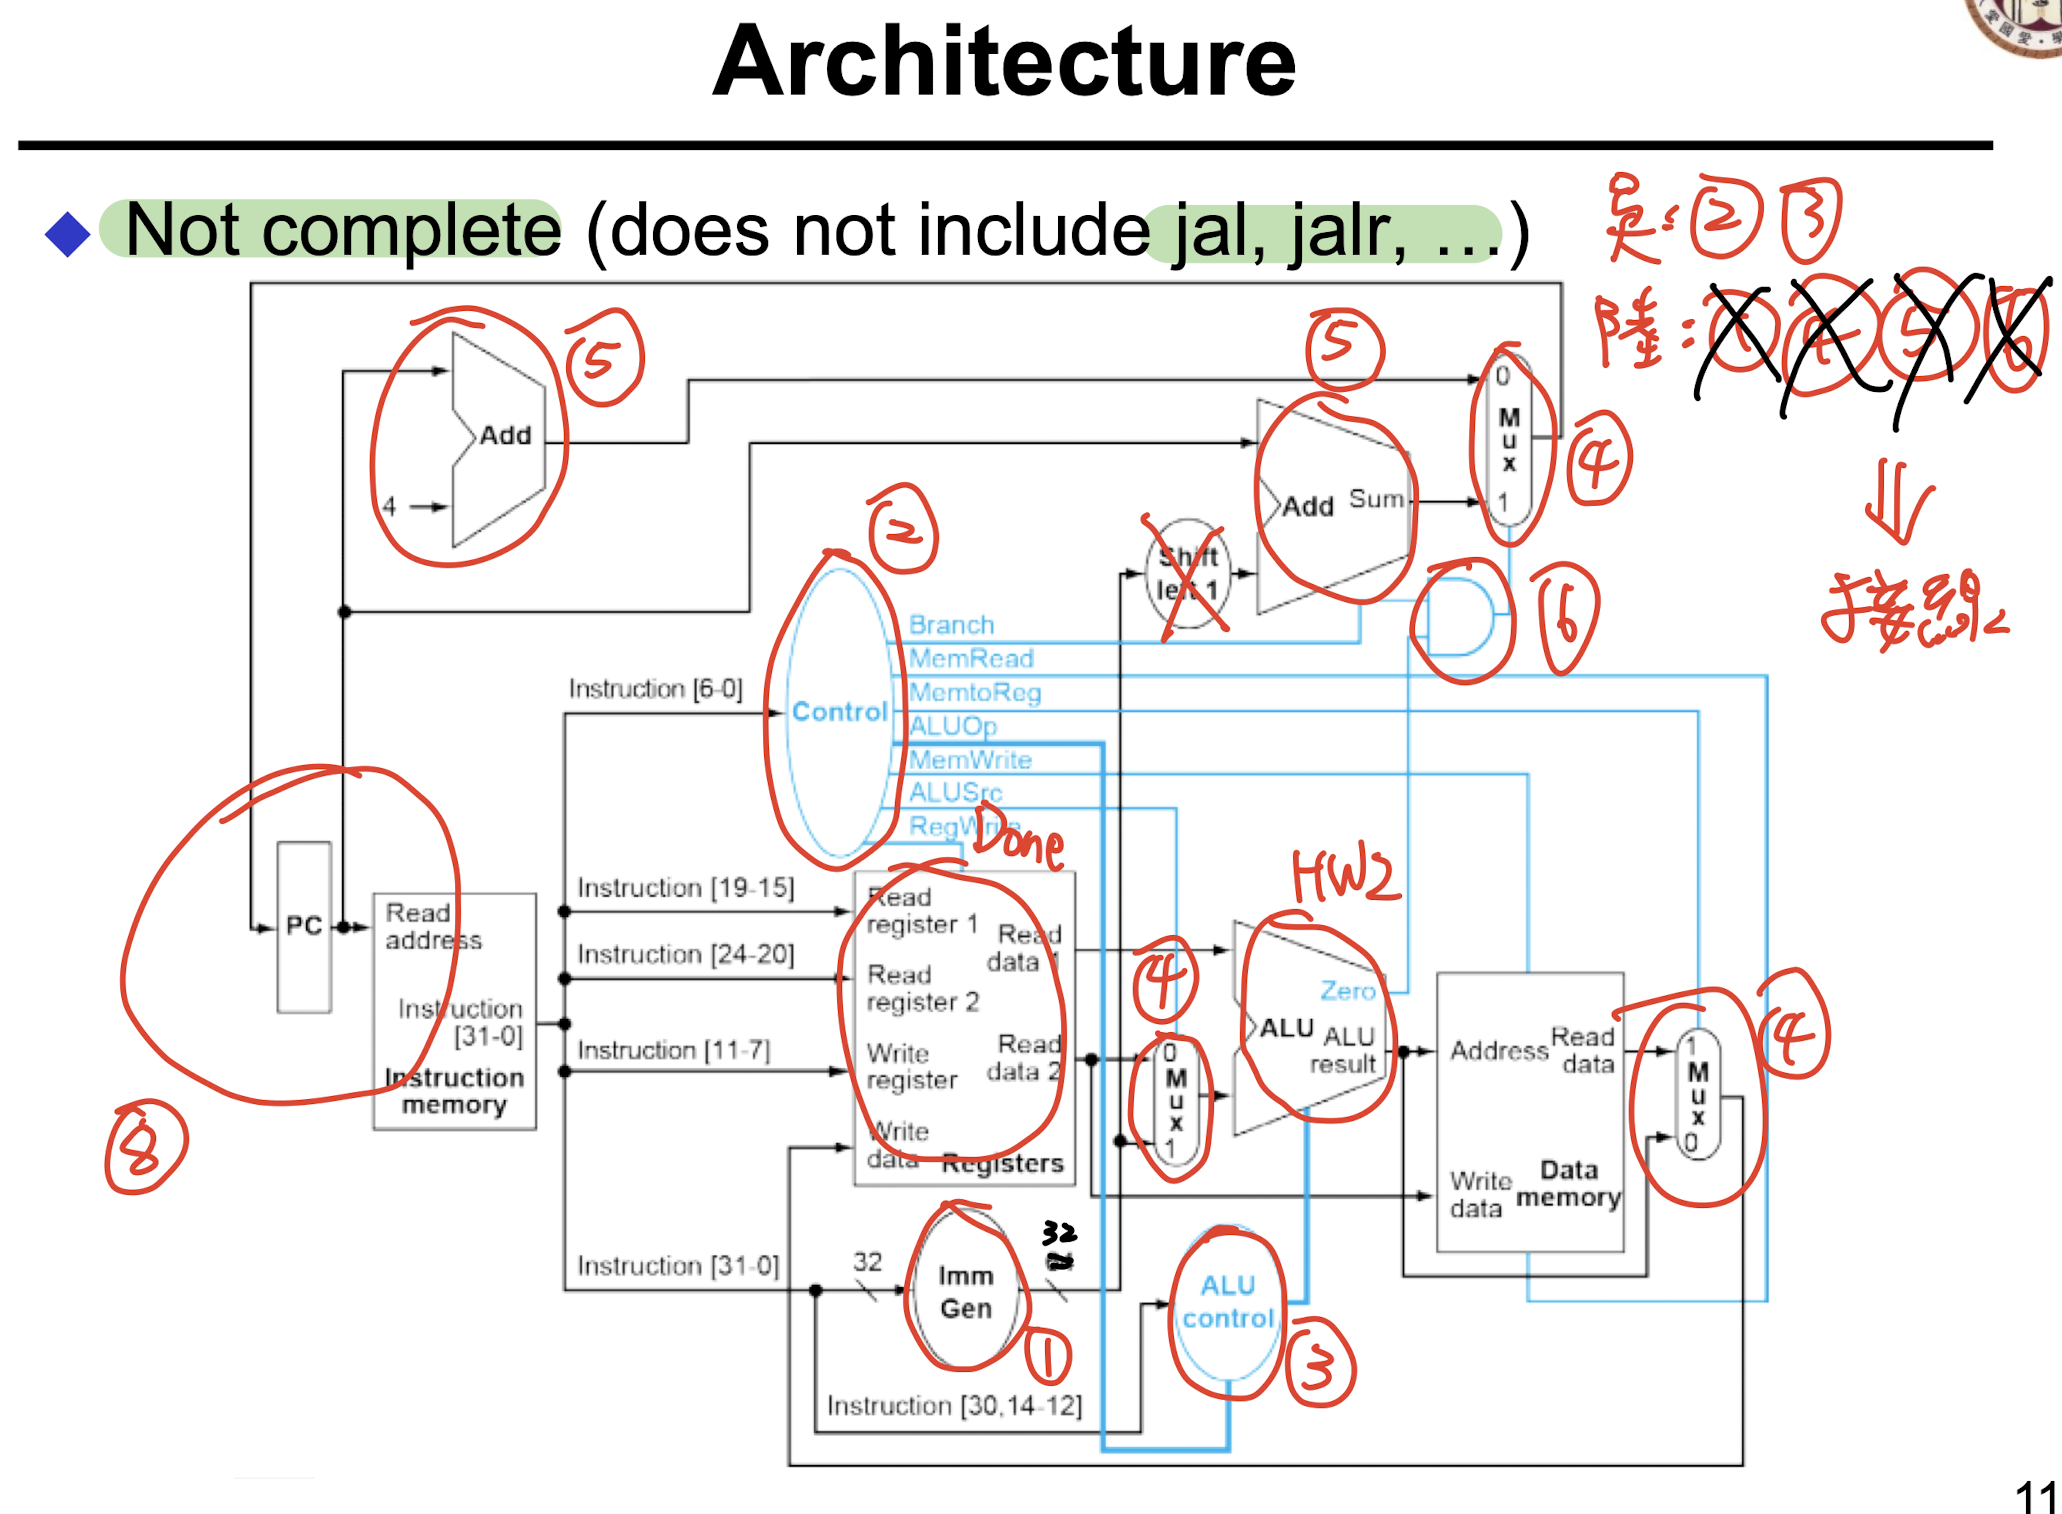 Architecture
Not complete (does not include jal, jalr, …)
吳: ② ③
陸: ① ④ ⑤ ⑥
⇓
接線
⑤
⑤
0
M
u
x
1
④
Add
4
Add Sum
②
Shift
left 1
⑥
Branch
MemRead
MemtoReg
ALUOp
MemWrite
ALUSrc
RegWrite
Instruction [6-0]
Control
Done
HW2
PC
Read
address
Instruction
[31-0]
Instruction
memory
⑧
Instruction [19-15]
Instruction [24-20]
Instruction [11-7]
Read
register 1
Read
data 1
Read
register 2
Write
register
Read
data 2
Write
data
Registers
④
0
M
u
x
1
Zero
ALU
ALU
result
Address
Read
data
Write
data
Data
memory
④
1
M
u
x
0
Instruction [31-0]
32
Imm
Gen
32
①
ALU
control
③
Instruction [30,14-12]
11